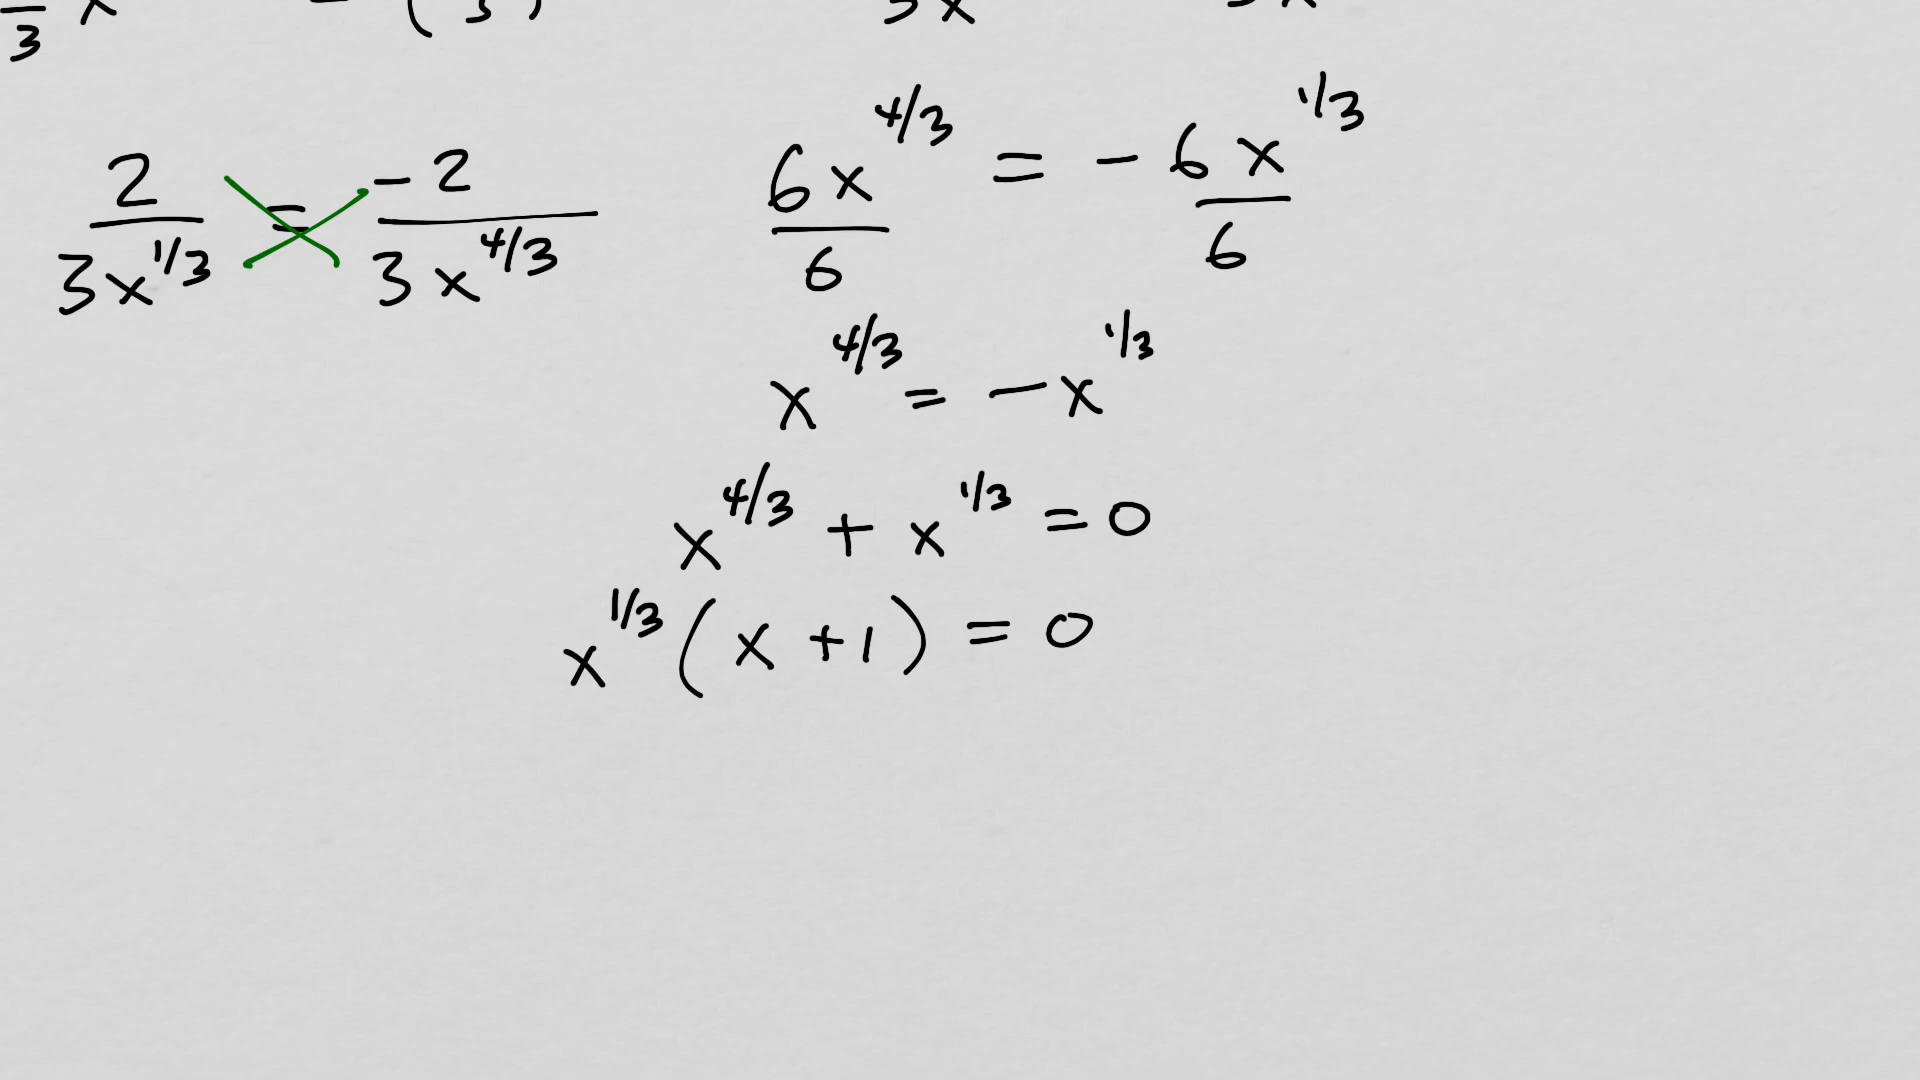 3
2/3x^1/3 = -2/3x^4/3
6x^4/3/6 = -6x^1/3/6
x^4/3 = -x^1/3
x^4/3 + x^1/3 = 0
x^1/3(x+1) = 0